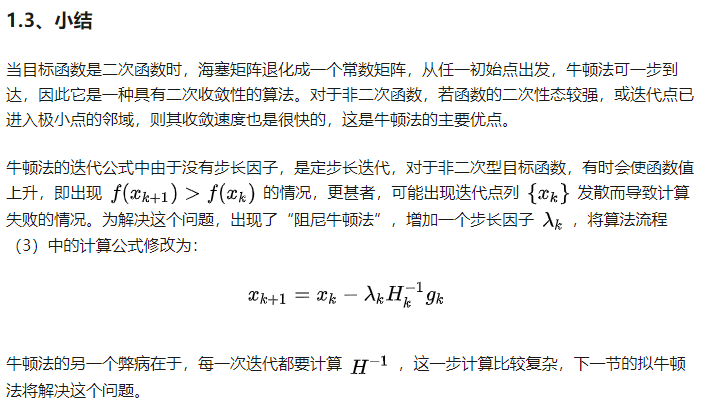 1.3、小结
当目标函数是二次函数时，海塞矩阵退化成一个常数矩阵，从任一初始点出发，牛顿法可一步到
达，因此它是一种具有二次收敛性的算法。对于非二次函数，若函数的二次性态较强，或迭代点已
进入极小点的邻域，则其收敛速度也是很快的，这是牛顿法的主要优点。
牛顿法的迭代公式中由于没有步长因子，是定步长迭代，对于非二次型目标函数，有时会使函数值
上升，即出现 f(x_{k+1}) > f(x_k) 的情况，更甚者，可能出现迭代点列 {x_k} 发散而导致计算
失败的情况。为解决这个问题，出现了“阻尼牛顿法”，增加一个步长因子 λ_k ，将算法流程
（3）中的计算公式修改为：
x_{k+1} = x_k − λ_k H_k^{−1} g_k
牛顿法的另一个弊病在于，每一次迭代都要计算 H^{−1} ，这一步计算比较复杂，下一节的拟牛顿
法将解决这个问题。